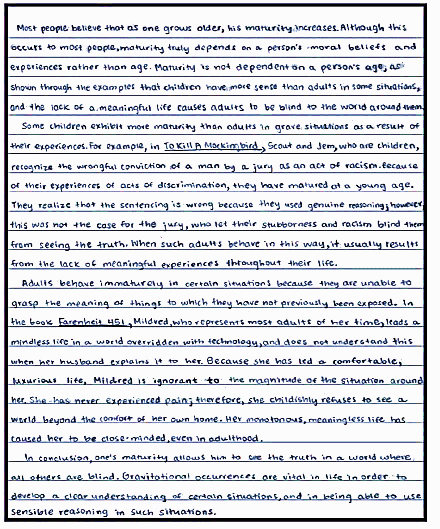 Most people believe that as one grows older, his maturity increases. Although this
occurs to most people, maturity truly depends on a person's moral beliefs and
experiences rather than age. Maturity is not dependent on a person's age, as
shown through the examples that children have more sense than adults in some situations,
and the lack of a meaningful life causes adults to be blind to the world around them.
Some children exhibit more maturity than adults in grave situations as a result of
their experiences. For example, in To Kill A Mockingbird, Scout and Jem, who are children,
recognize the wrongful conviction of a man by a jury as an act of racism. Because
of their experiences of acts of discrimination, they have matured at a young age.
They realize that the sentencing is wrong because they used genuine reasoning; however,
this was not the case for the jury, who let their stubborness and racism blind them
from seeing the truth. When such adults behave in this way, it usually results
from the lack of meaningful experiences throughout their life.
Adults behave immaturely in certain situations because they are unable to
grasp the meaning of things to which they have not previously been exposed. In
the book Farenheit 451, Mildred, who represents most adults of her time, leads a
mindless life in a world overridden with technology, and does not understand this
when her husband explains it to her. Because she has led a comfortable,
luxurious life, Mildred is ignorant to the magnitude of the situation around
her. She has never experienced pain; therefore, she childishly refuses to see a
world beyond the comfort of her own home. Her monotonous, meaningless life has
caused her to be close-minded, even in adulthood.
In conclusion, one's maturity allows him to see the truth in a world where
all others are blind. Gravitational occurrences are vital in life in order to
develop a clear understanding of certain situations, and in being able to use
sensible reasoning in such situations.